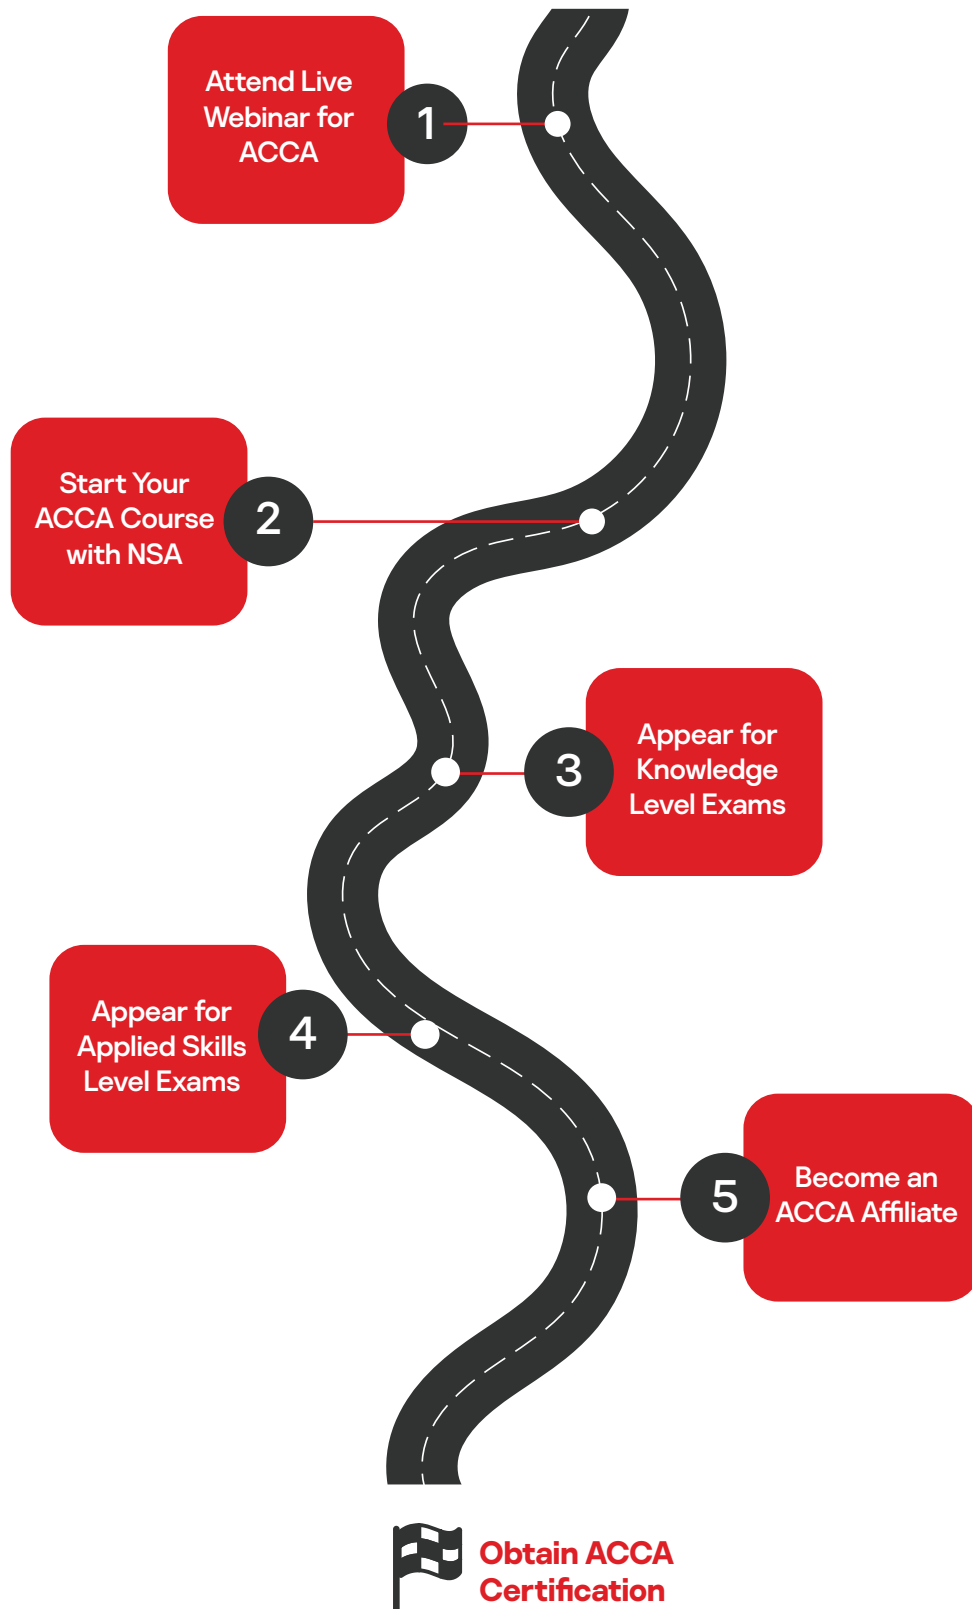 Attend Live
Webinar for
ACCA
1
Start Your
ACCA Course
with NSA
2
3
Appear for
Knowledge
Level Exams
Appear for
Applied Skills
Level Exams
4
5
Become an
ACCA Affiliate
Obtain ACCA
Certification